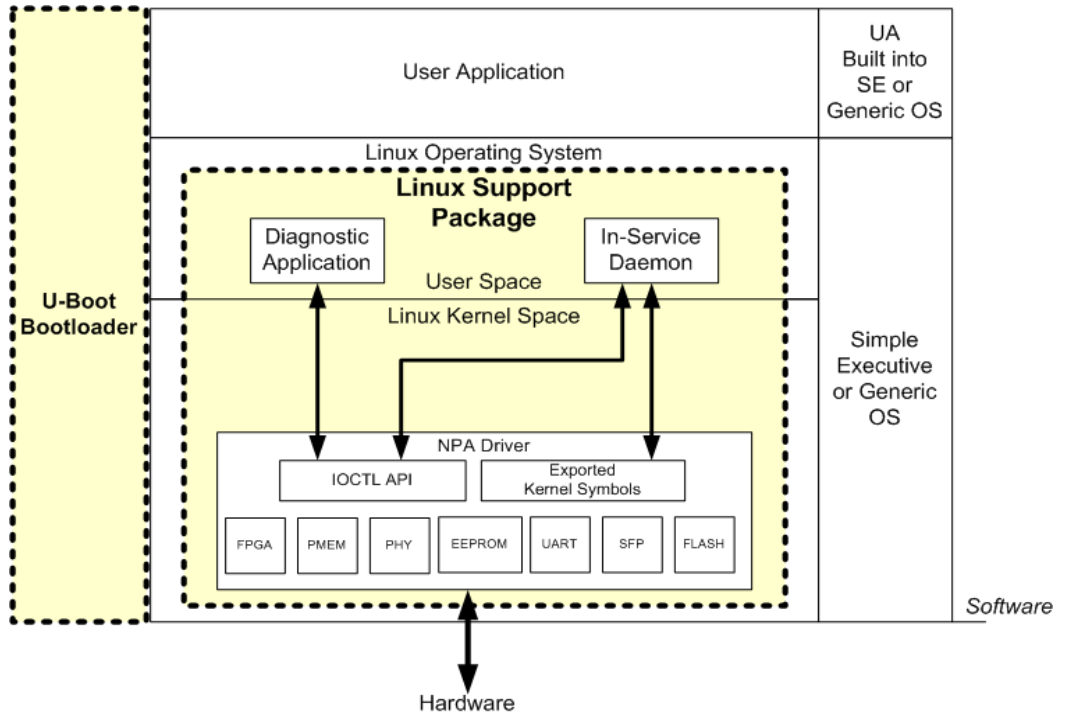 User Application
UA
Built into
SE or
Generic OS
Linux Operating System
Linux Support
Package
Diagnostic
Application
In-Service
Daemon
User Space
U-Boot
Bootloader
Linux Kernel Space
Simple
Executive
or Generic
OS
NPA Driver
IOCTL API
Exported
Kernel Symbols
FPGA
PMEM
PHY
EEPROM
UART
SFP
FLASH
Software
Hardware